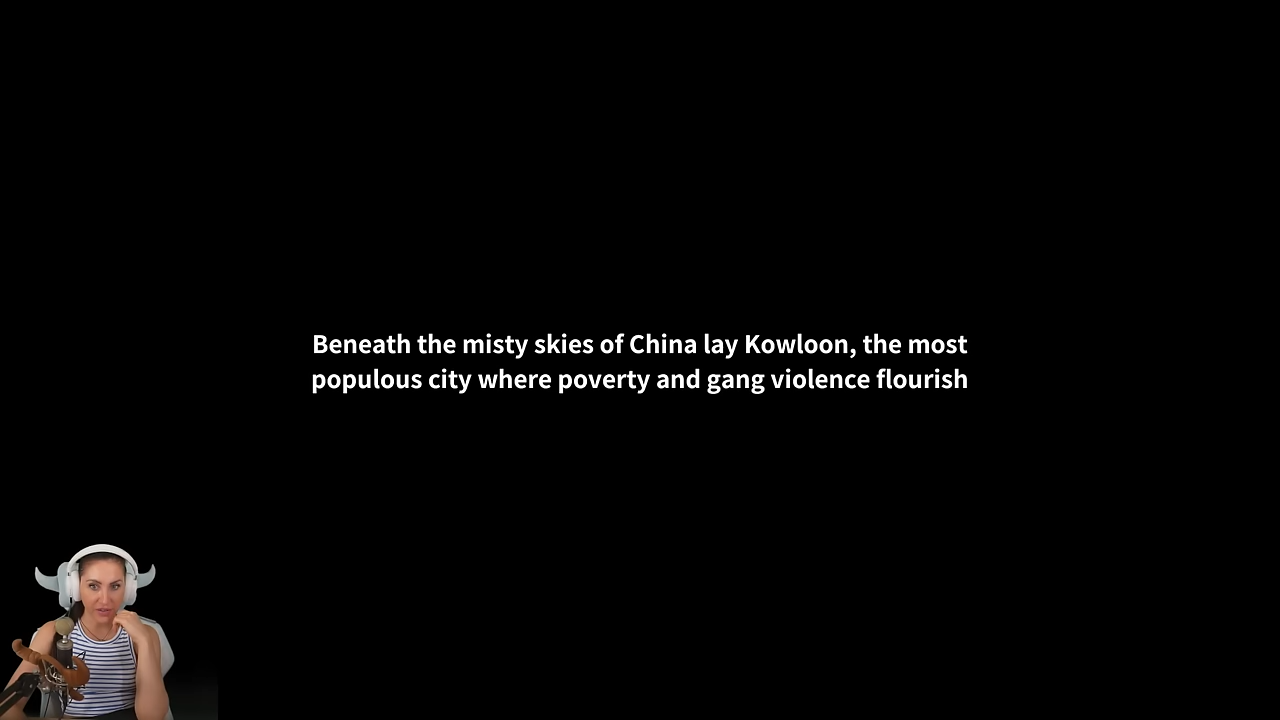 Beneath the misty skies of China lay Kowloon, the most
populous city where poverty and gang violence flourish